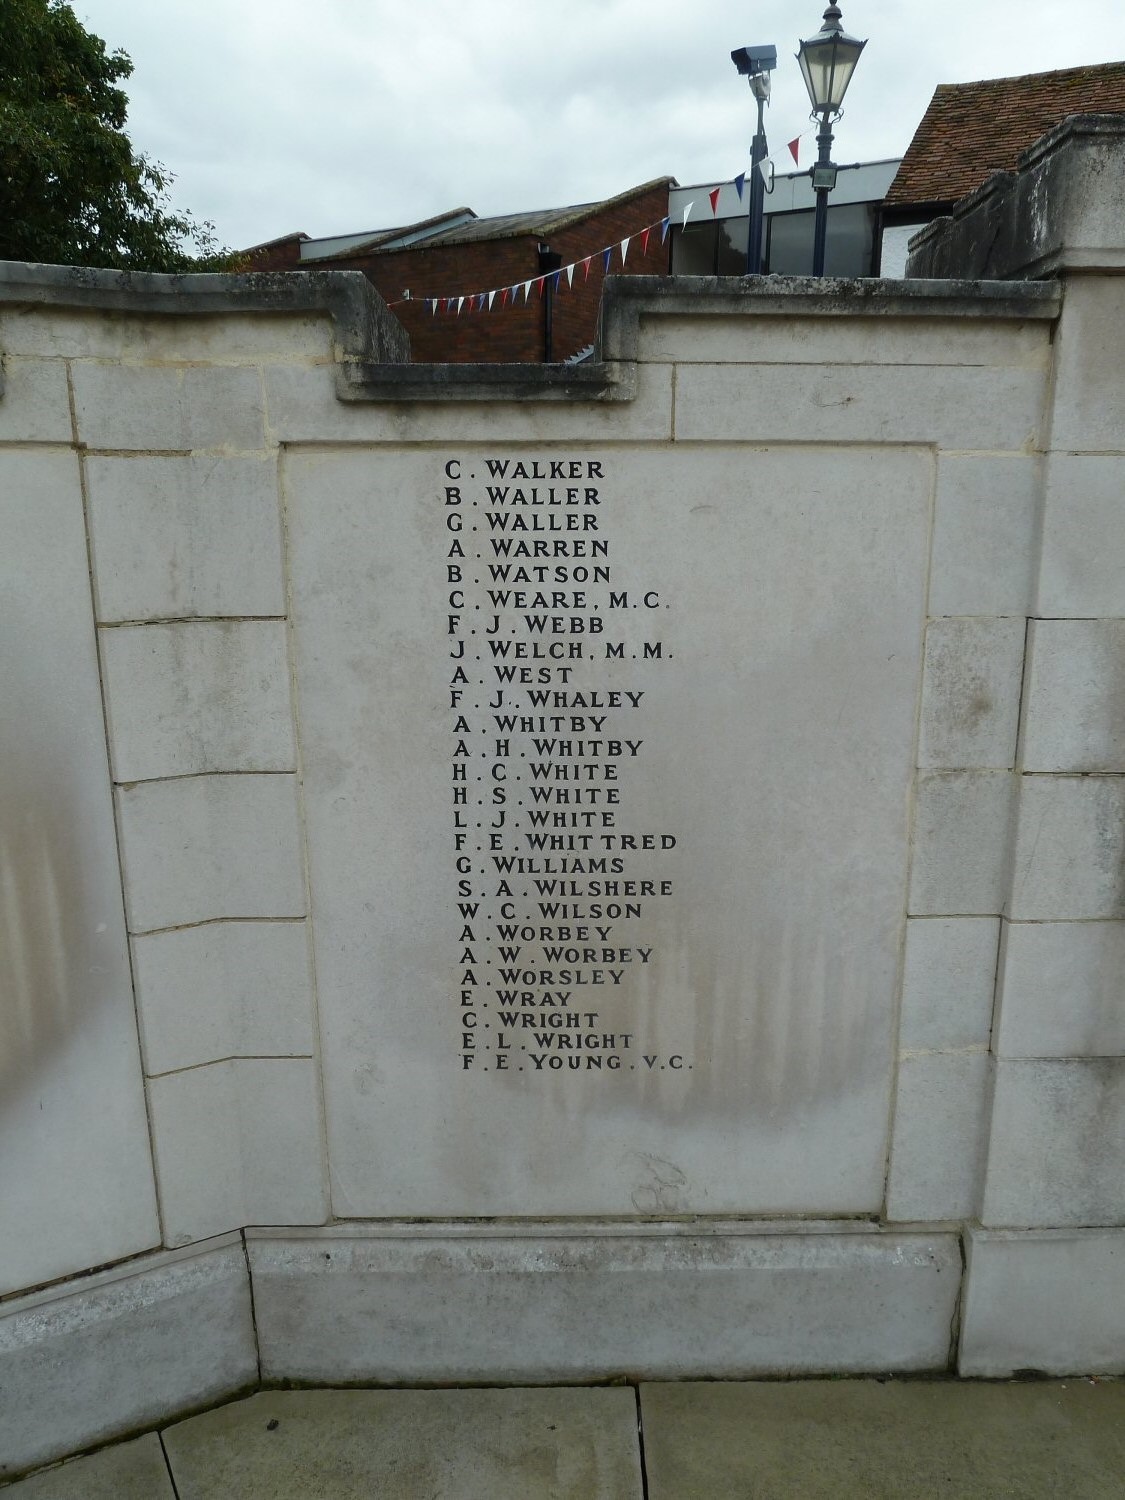 C. WALKER
B. WALLER
G. WALLER
A. WARREN
B. WATSON
C. WEARE, M.C.
F. J. WEBB
J. WELCH, M.M.
A. WEST
F. J. WHALEY
A. WHITBY
A. H. WHITBY
H. C. WHITE
H. S. WHITE
L. J. WHITE
F. E. WHITTRED
G. WILLIAMS
S. A. WILSHERE
W. C. WILSON
A. WORBEY
A. W. WORBEY
A. WORSLEY
E. WRAY
C. WRIGHT
E. L. WRIGHT
F. E. YOUNG. V.C.